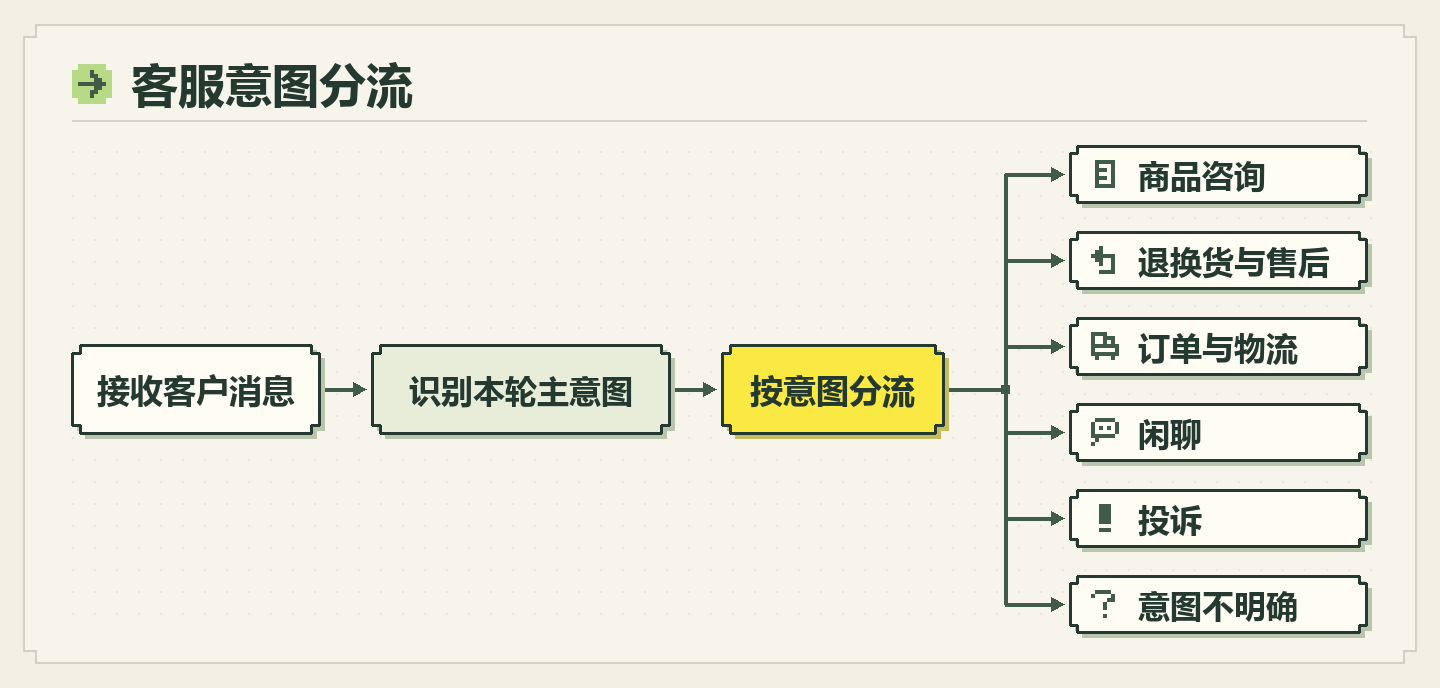 客服意图分流
接收客户消息
识别本轮主意图
按意图分流
商品咨询
退换货与售后
订单与物流
闲聊
投诉
意图不明确